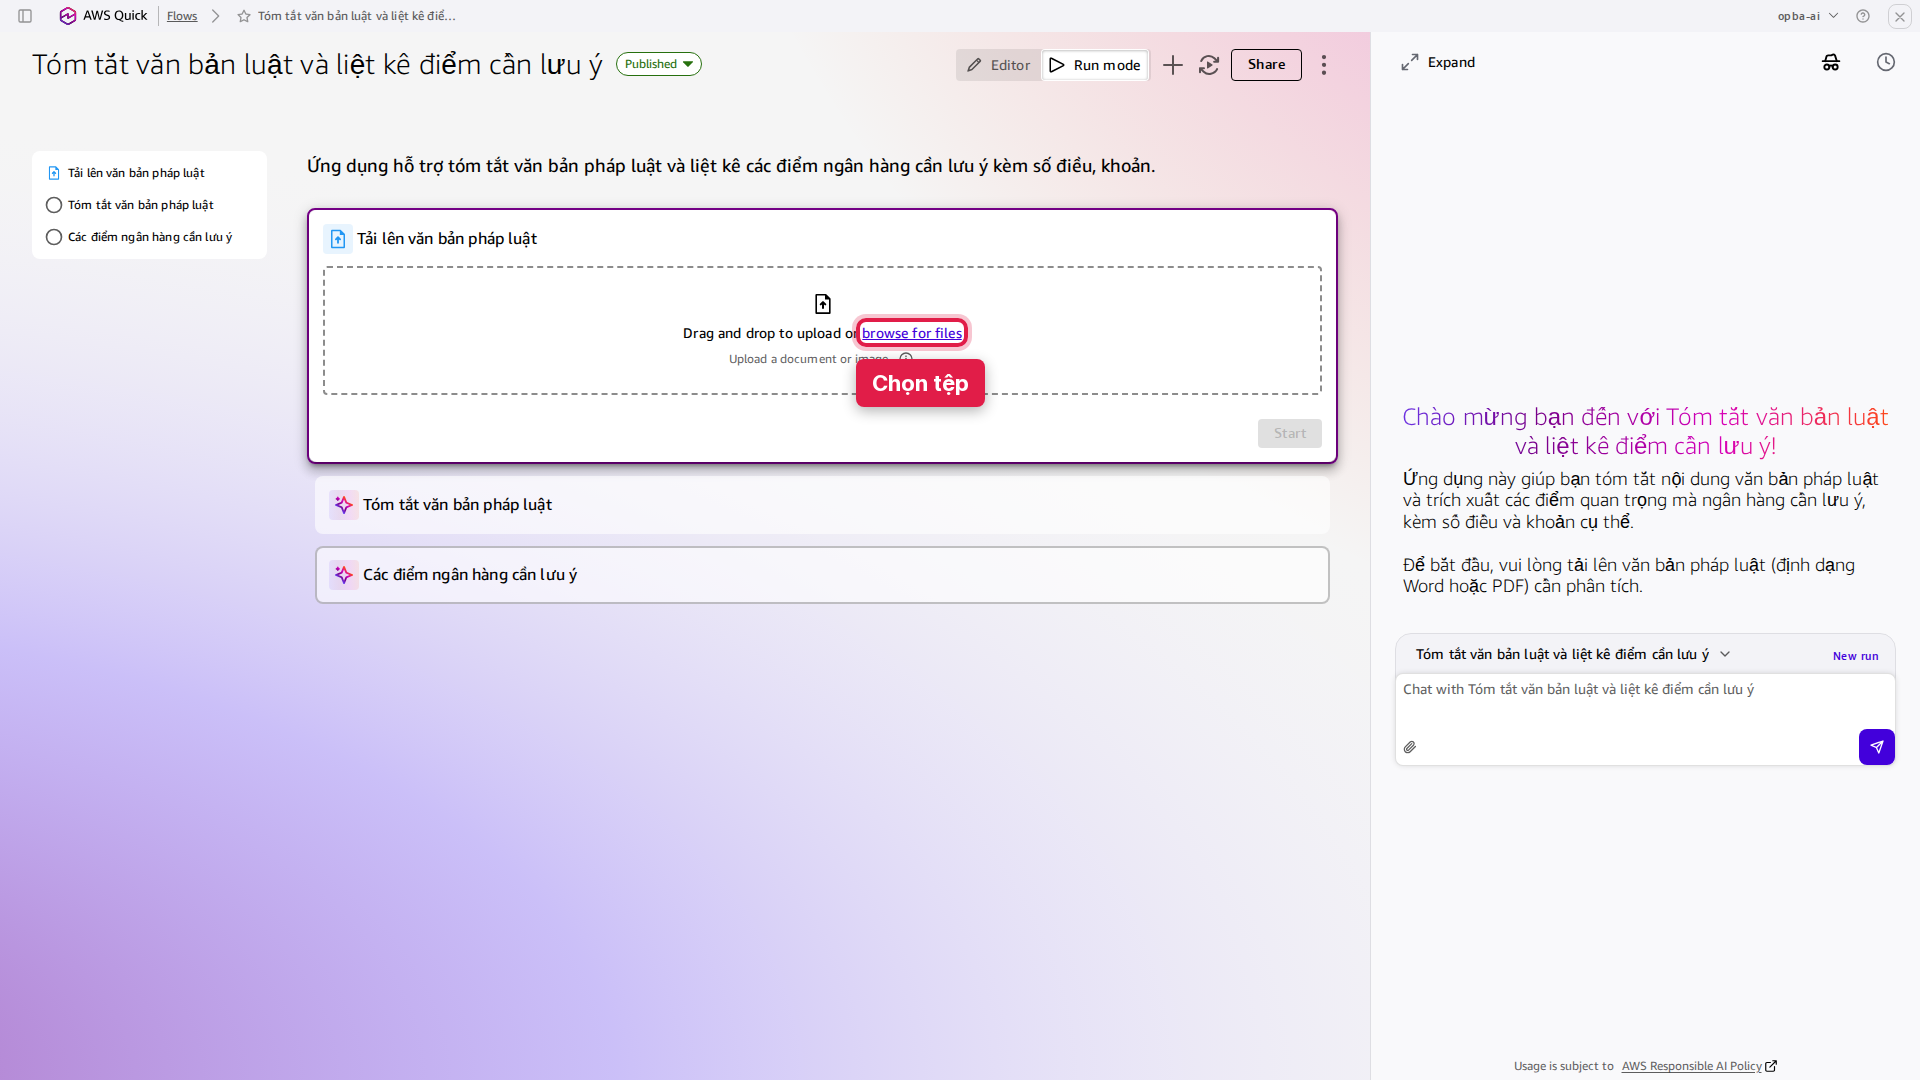 AWS Quick
Flows
Tóm tắt văn bản luật và liệt kê điể...
opba-ai
Tóm tắt văn bản luật và liệt kê điểm cần lưu ý
Published
Editor
Run mode
Share
Expand
Tải lên văn bản pháp luật
Tóm tắt văn bản pháp luật
Các điểm ngân hàng cần lưu ý
Ứng dụng hỗ trợ tóm tắt văn bản pháp luật và liệt kê các điểm ngân hàng cần lưu ý kèm số điều, khoản.
Tải lên văn bản pháp luật
Drag and drop to upload or browse for files
Upload a document or image
Chọn tệp
Start
Tóm tắt văn bản pháp luật
Các điểm ngân hàng cần lưu ý
Chào mừng bạn đến với Tóm tắt văn bản luật
và liệt kê điểm cần lưu ý!
Ứng dụng này giúp bạn tóm tắt nội dung văn bản pháp luật
và trích xuất các điểm quan trọng mà ngân hàng cần lưu ý,
kèm số điều và khoản cụ thể.
Để bắt đầu, vui lòng tải lên văn bản pháp luật (định dạng
Word hoặc PDF) cần phân tích.
Tóm tắt văn bản luật và liệt kê điểm cần lưu ý
New run
Chat with Tóm tắt văn bản luật và liệt kê điểm cần lưu ý
Usage is subject to AWS Responsible AI Policy